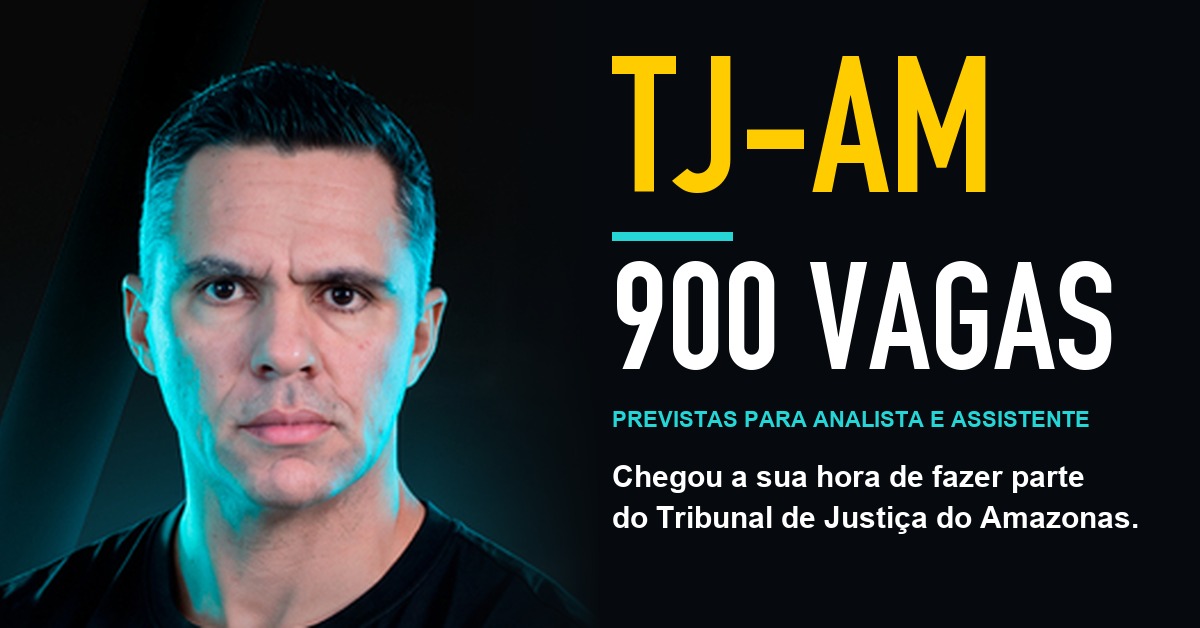 TJ-AM
900 VAGAS
PREVISTAS PARA ANALISTA E ASSISTENTE
Chegou a sua hora de fazer parte
do Tribunal de Justiça do Amazonas.